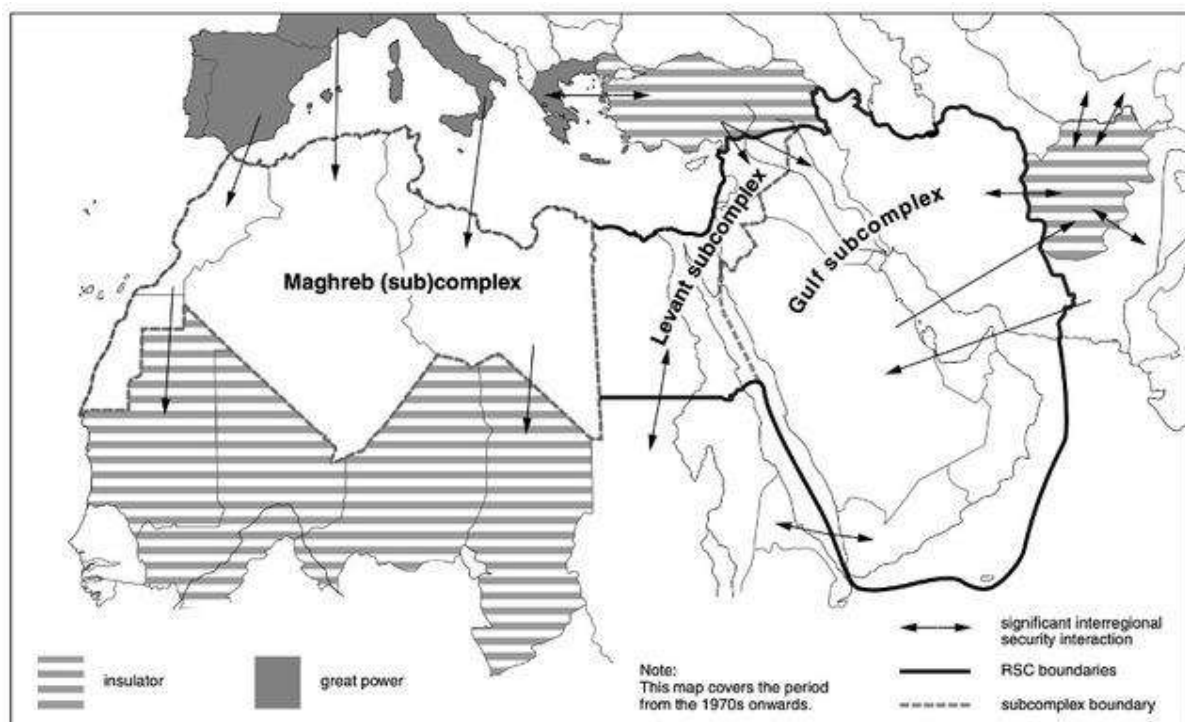 Maghreb (sub)complex
Levant subcomplex
Gulf subcomplex
insulator
great power
Note:
This map covers the period
from the 1970s onwards.
significant interregional
security interaction
RSC boundaries
subcomplex boundary